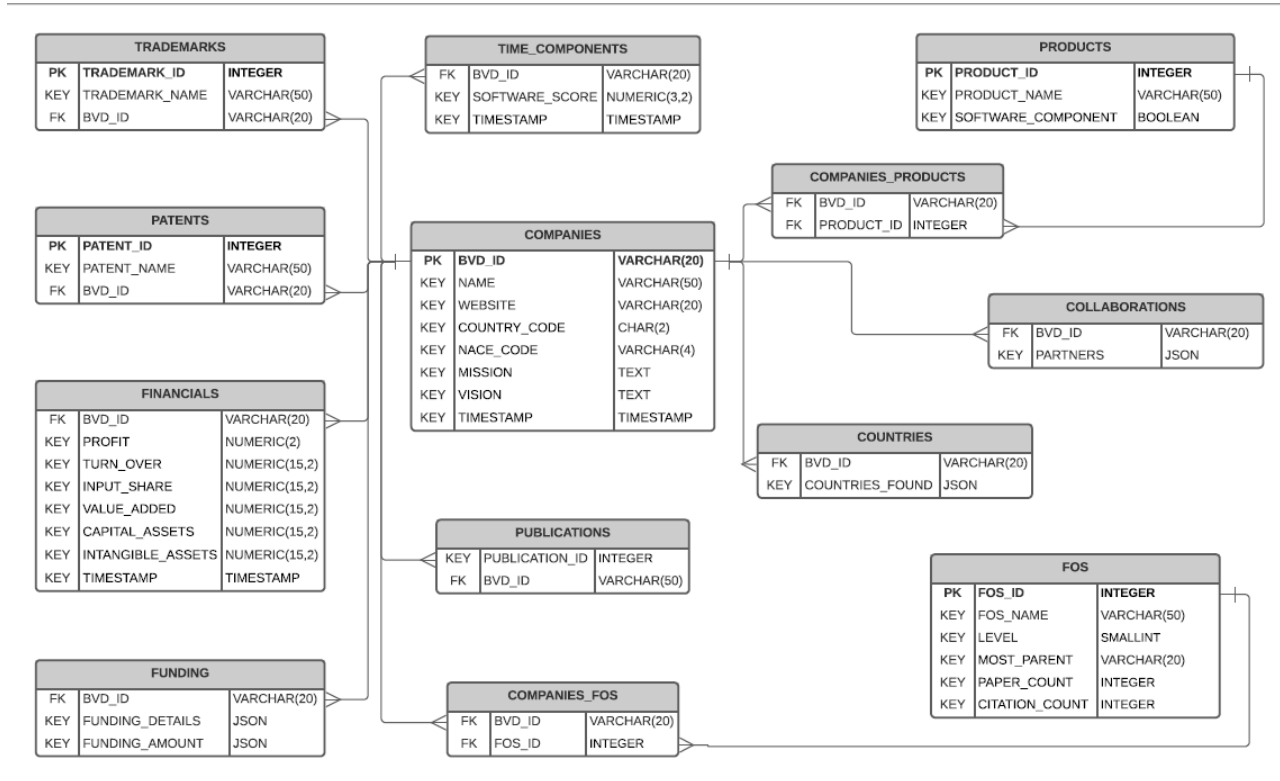 TRADEMARKS
PK TRADEMARK_ID INTEGER
KEY TRADEMARK_NAME VARCHAR(50)
FK BVD_ID VARCHAR(20)
TIME_COMPONENTS
FK BVD_ID VARCHAR(20)
KEY SOFTWARE_SCORE NUMERIC(3,2)
KEY TIMESTAMP TIMESTAMP
PRODUCTS
PK PRODUCT_ID INTEGER
KEY PRODUCT_NAME VARCHAR(50)
KEY SOFTWARE_COMPONENT BOOLEAN
COMPANIES_PRODUCTS
FK BVD_ID VARCHAR(20)
FK PRODUCT_ID INTEGER
PATENTS
PK PATENT_ID INTEGER
KEY PATENT_NAME VARCHAR(50)
FK BVD_ID VARCHAR(20)
COMPANIES
PK BVD_ID VARCHAR(20)
KEY NAME VARCHAR(50)
KEY WEBSITE VARCHAR(20)
KEY COUNTRY_CODE CHAR(2)
KEY NACE_CODE VARCHAR(4)
KEY MISSION TEXT
KEY VISION TEXT
KEY TIMESTAMP TIMESTAMP
COLLABORATIONS
FK BVD_ID VARCHAR(20)
KEY PARTNERS JSON
FINANCIALS
FK BVD_ID VARCHAR(20)
KEY PROFIT NUMERIC(2)
KEY TURN_OVER NUMERIC(15,2)
KEY INPUT_SHARE NUMERIC(15,2)
KEY VALUE_ADDED NUMERIC(15,2)
KEY CAPITAL_ASSETS NUMERIC(15,2)
KEY INTANGIBLE_ASSETS NUMERIC(15,2)
KEY TIMESTAMP TIMESTAMP
COUNTRIES
FK BVD_ID VARCHAR(20)
KEY COUNTRIES_FOUND JSON
PUBLICATIONS
KEY PUBLICATION_ID INTEGER
FK BVD_ID VARCHAR(50)
FOS
PK FOS_ID INTEGER
KEY FOS_NAME VARCHAR(50)
KEY LEVEL SMALLINT
KEY MOST_PARENT VARCHAR(20)
KEY PAPER_COUNT INTEGER
KEY CITATION_COUNT INTEGER
FUNDING
FK BVD_ID VARCHAR(20)
KEY FUNDING_DETAILS JSON
KEY FUNDING_AMOUNT JSON
COMPANIES_FOS
FK BVD_ID VARCHAR(20)
FK FOS_ID INTEGER